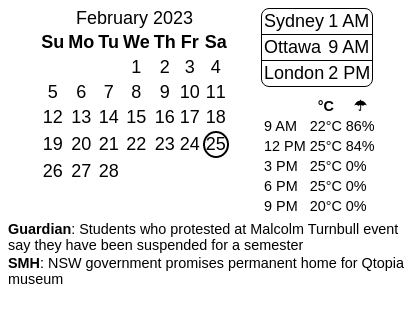 February 2023
Su Mo Tu We Th Fr Sa
1 2 3 4
5 6 7 8 9 10 11
12 13 14 15 16 17 18
19 20 21 22 23 24 25
26 27 28
Sydney 1 AM
Ottawa 9 AM
London 2 PM
°C ☂
9 AM 22°C 86%
12 PM 25°C 84%
3 PM 25°C 0%
6 PM 25°C 0%
9 PM 20°C 0%
Guardian: Students who protested at Malcolm Turnbull event
say they have been suspended for a semester
SMH: NSW government promises permanent home for Qtopia
museum